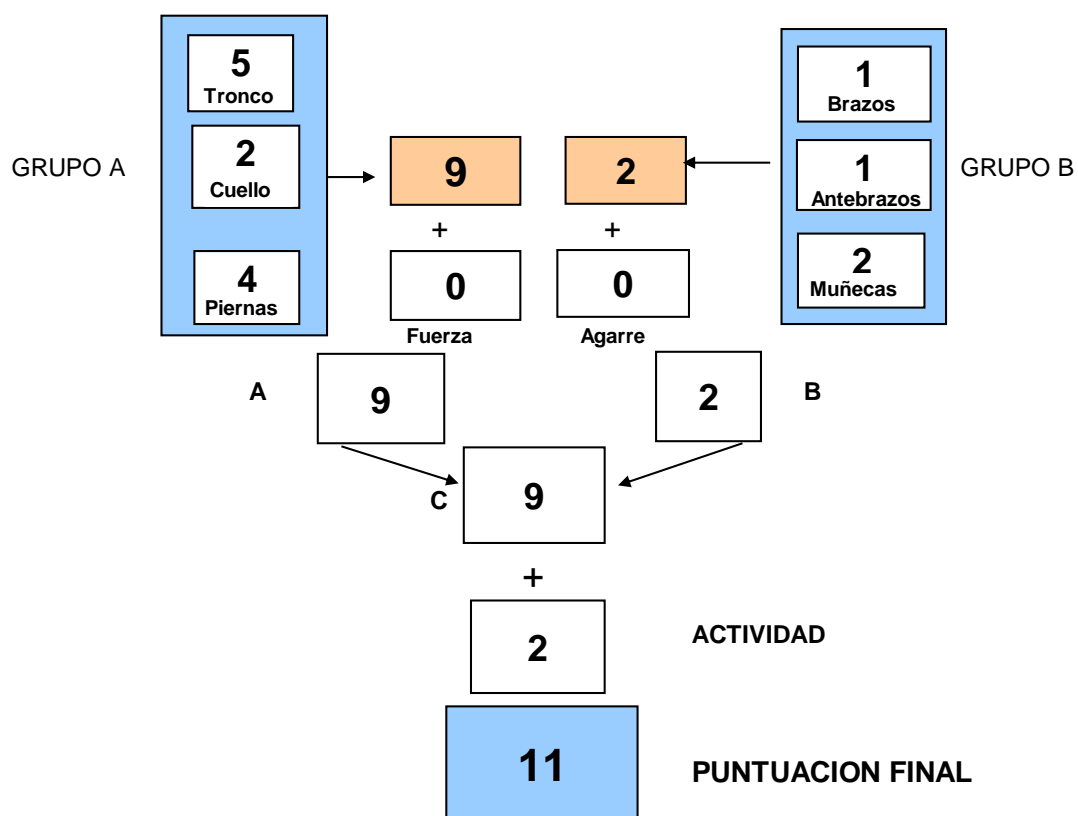 GRUPO A
5
Tronco
2
Cuello
4
Piernas
9
+
0
Fuerza
2
+
0
Agarre
1
Brazos
1
Antebrazos
2
Muñecas
GRUPO B
A
9
2
B
C
9
+
2
ACTIVIDAD
11
PUNTUACION FINAL